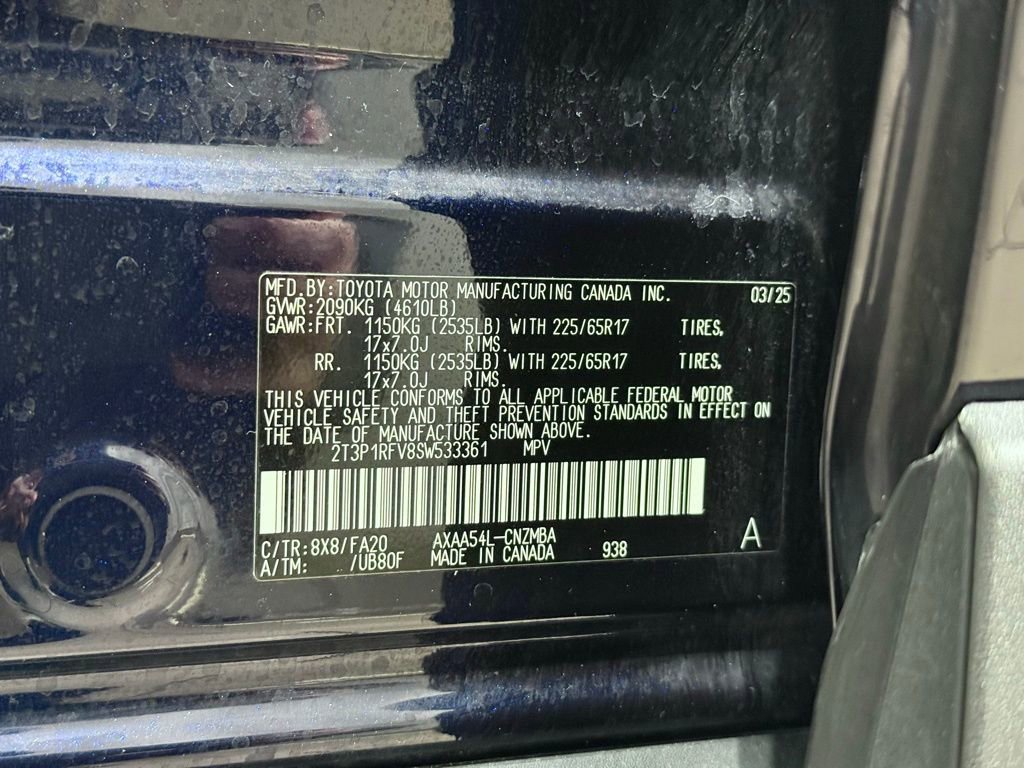 MFD.BY:TOYOTA MOTOR MANUFACTURING CANADA INC. 03/25
GVWR:2090KG (4610LB)
GAWR:FRT. 1150KG (2535LB) WITH 225/65R17 TIRES,
17x7.0J RIMS.
RR. 1150KG (2535LB) WITH 225/65R17 TIRES,
17x7.0J RIMS.
THIS VEHICLE CONFORMS TO ALL APPLICABLE FEDERAL MOTOR
VEHICLE SAFETY AND THEFT PREVENTION STANDARDS IN EFFECT ON
THE DATE OF MANUFACTURE SHOWN ABOVE.
2T3P1RFV8SW533361 MPV
C/TR:8X8/FA20 AXAA54L-CNZMBA
A/TM: /UB80F MADE IN CANADA 938 A